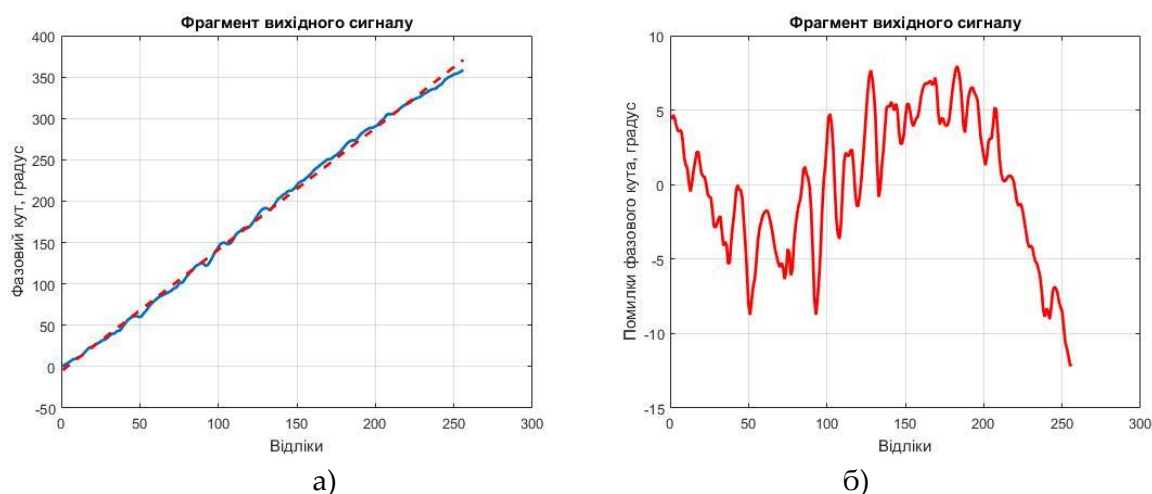 Фрагмент вихідного сигналу
Фазовий кут, градус
400
350
300
250
200
150
100
50
0
-50
0 50 100 150 200 250 300
Відліки
а)
Фрагмент вихідного сигналу
Помилки фазового кута, градус
10
5
0
-5
-10
-15
0 50 100 150 200 250 300
Відліки
б)